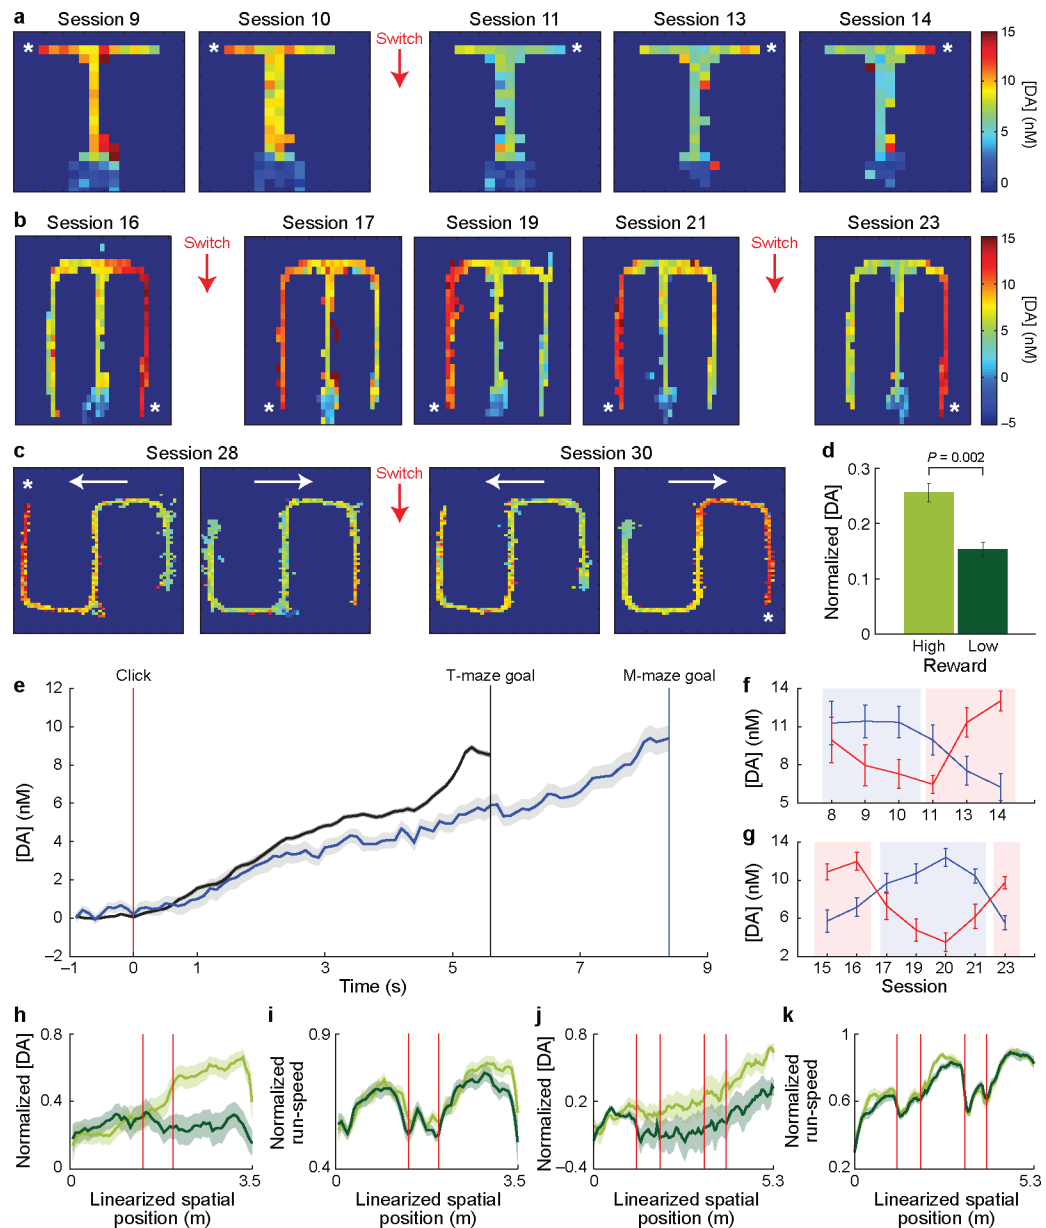 a Session 9 Session 10 Session 11 Session 13 Session 14
Switch
* * * * *
15
10
5
0
[DA] (nM)
b Session 16 Session 17 Session 19 Session 21 Session 23
Switch Switch
* * * * *
15
10
5
0
–5
[DA] (nM)
c Session 28 Session 30
Switch
* *
d
P = 0.002
0.3
0.2
0.1
0
Normalized [DA]
High Low
Reward
e
Click T-maze goal M-maze goal
12
10
8
6
4
2
0
–2
[DA] (nM)
–1 0 1 3 5 7 9
Time (s)
f
14
11
8
5
[DA] (nM)
8 9 10 11 13 14
g
14
10
6
2
[DA] (nM)
15 16 17 19 20 21 23
Session
h
0.8
0.4
0
Normalized [DA]
0 3.5
Linearized spatial
position (m)
i
0.9
0.4
Normalized
run-speed
0 3.5
Linearized spatial
position (m)
j
0.8
0.2
–0.4
Normalized [DA]
0 5.3
Linearized spatial
position (m)
k
1
0.6
0.2
Normalized
run-speed
0 5.3
Linearized spatial
position (m)